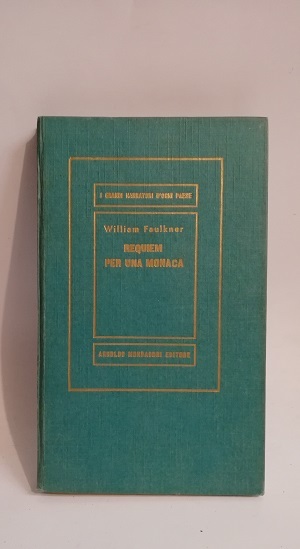 I GRANDI NARRATORI D'OGNI PAESE
William Faulkner
REQUIEM
PER UNA MONACA
ARNOLDO MONDADORI EDITORE